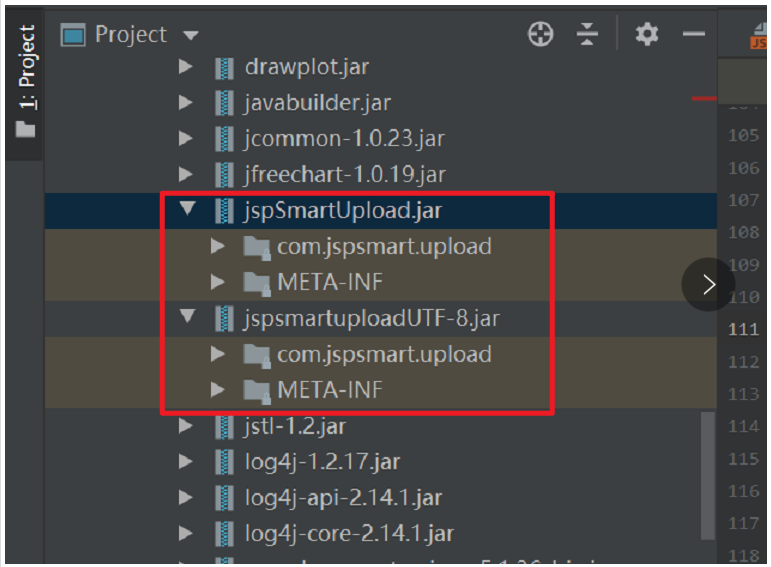 1: Project
Project
drawplot.jar
javabuilder.jar
jcommon-1.0.23.jar
jfreechart-1.0.19.jar
jspSmartUpload.jar
com.jspsmart.upload
META-INF
jspsmartuploadUTF-8.jar
com.jspsmart.upload
META-INF
jstl-1.2.jar
log4j-1.2.17.jar
log4j-api-2.14.1.jar
log4j-core-2.14.1.jar
JS
105
106
107
108
109
110
111
112
113
114
115
116
117
118